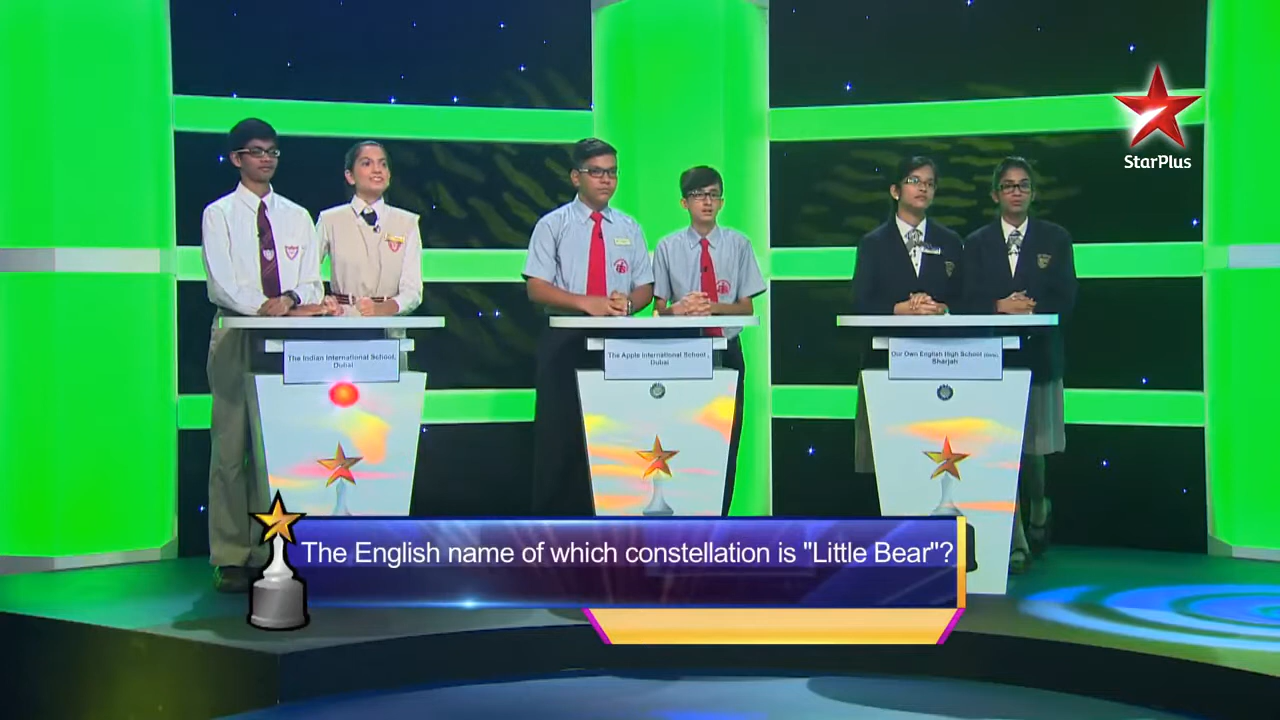 StarPlus
The Indian International School,
Dubai
The Apple International School ,
Dubai
Our Own English High School
Sharjah
The English name of which constellation is "Little Bear"?